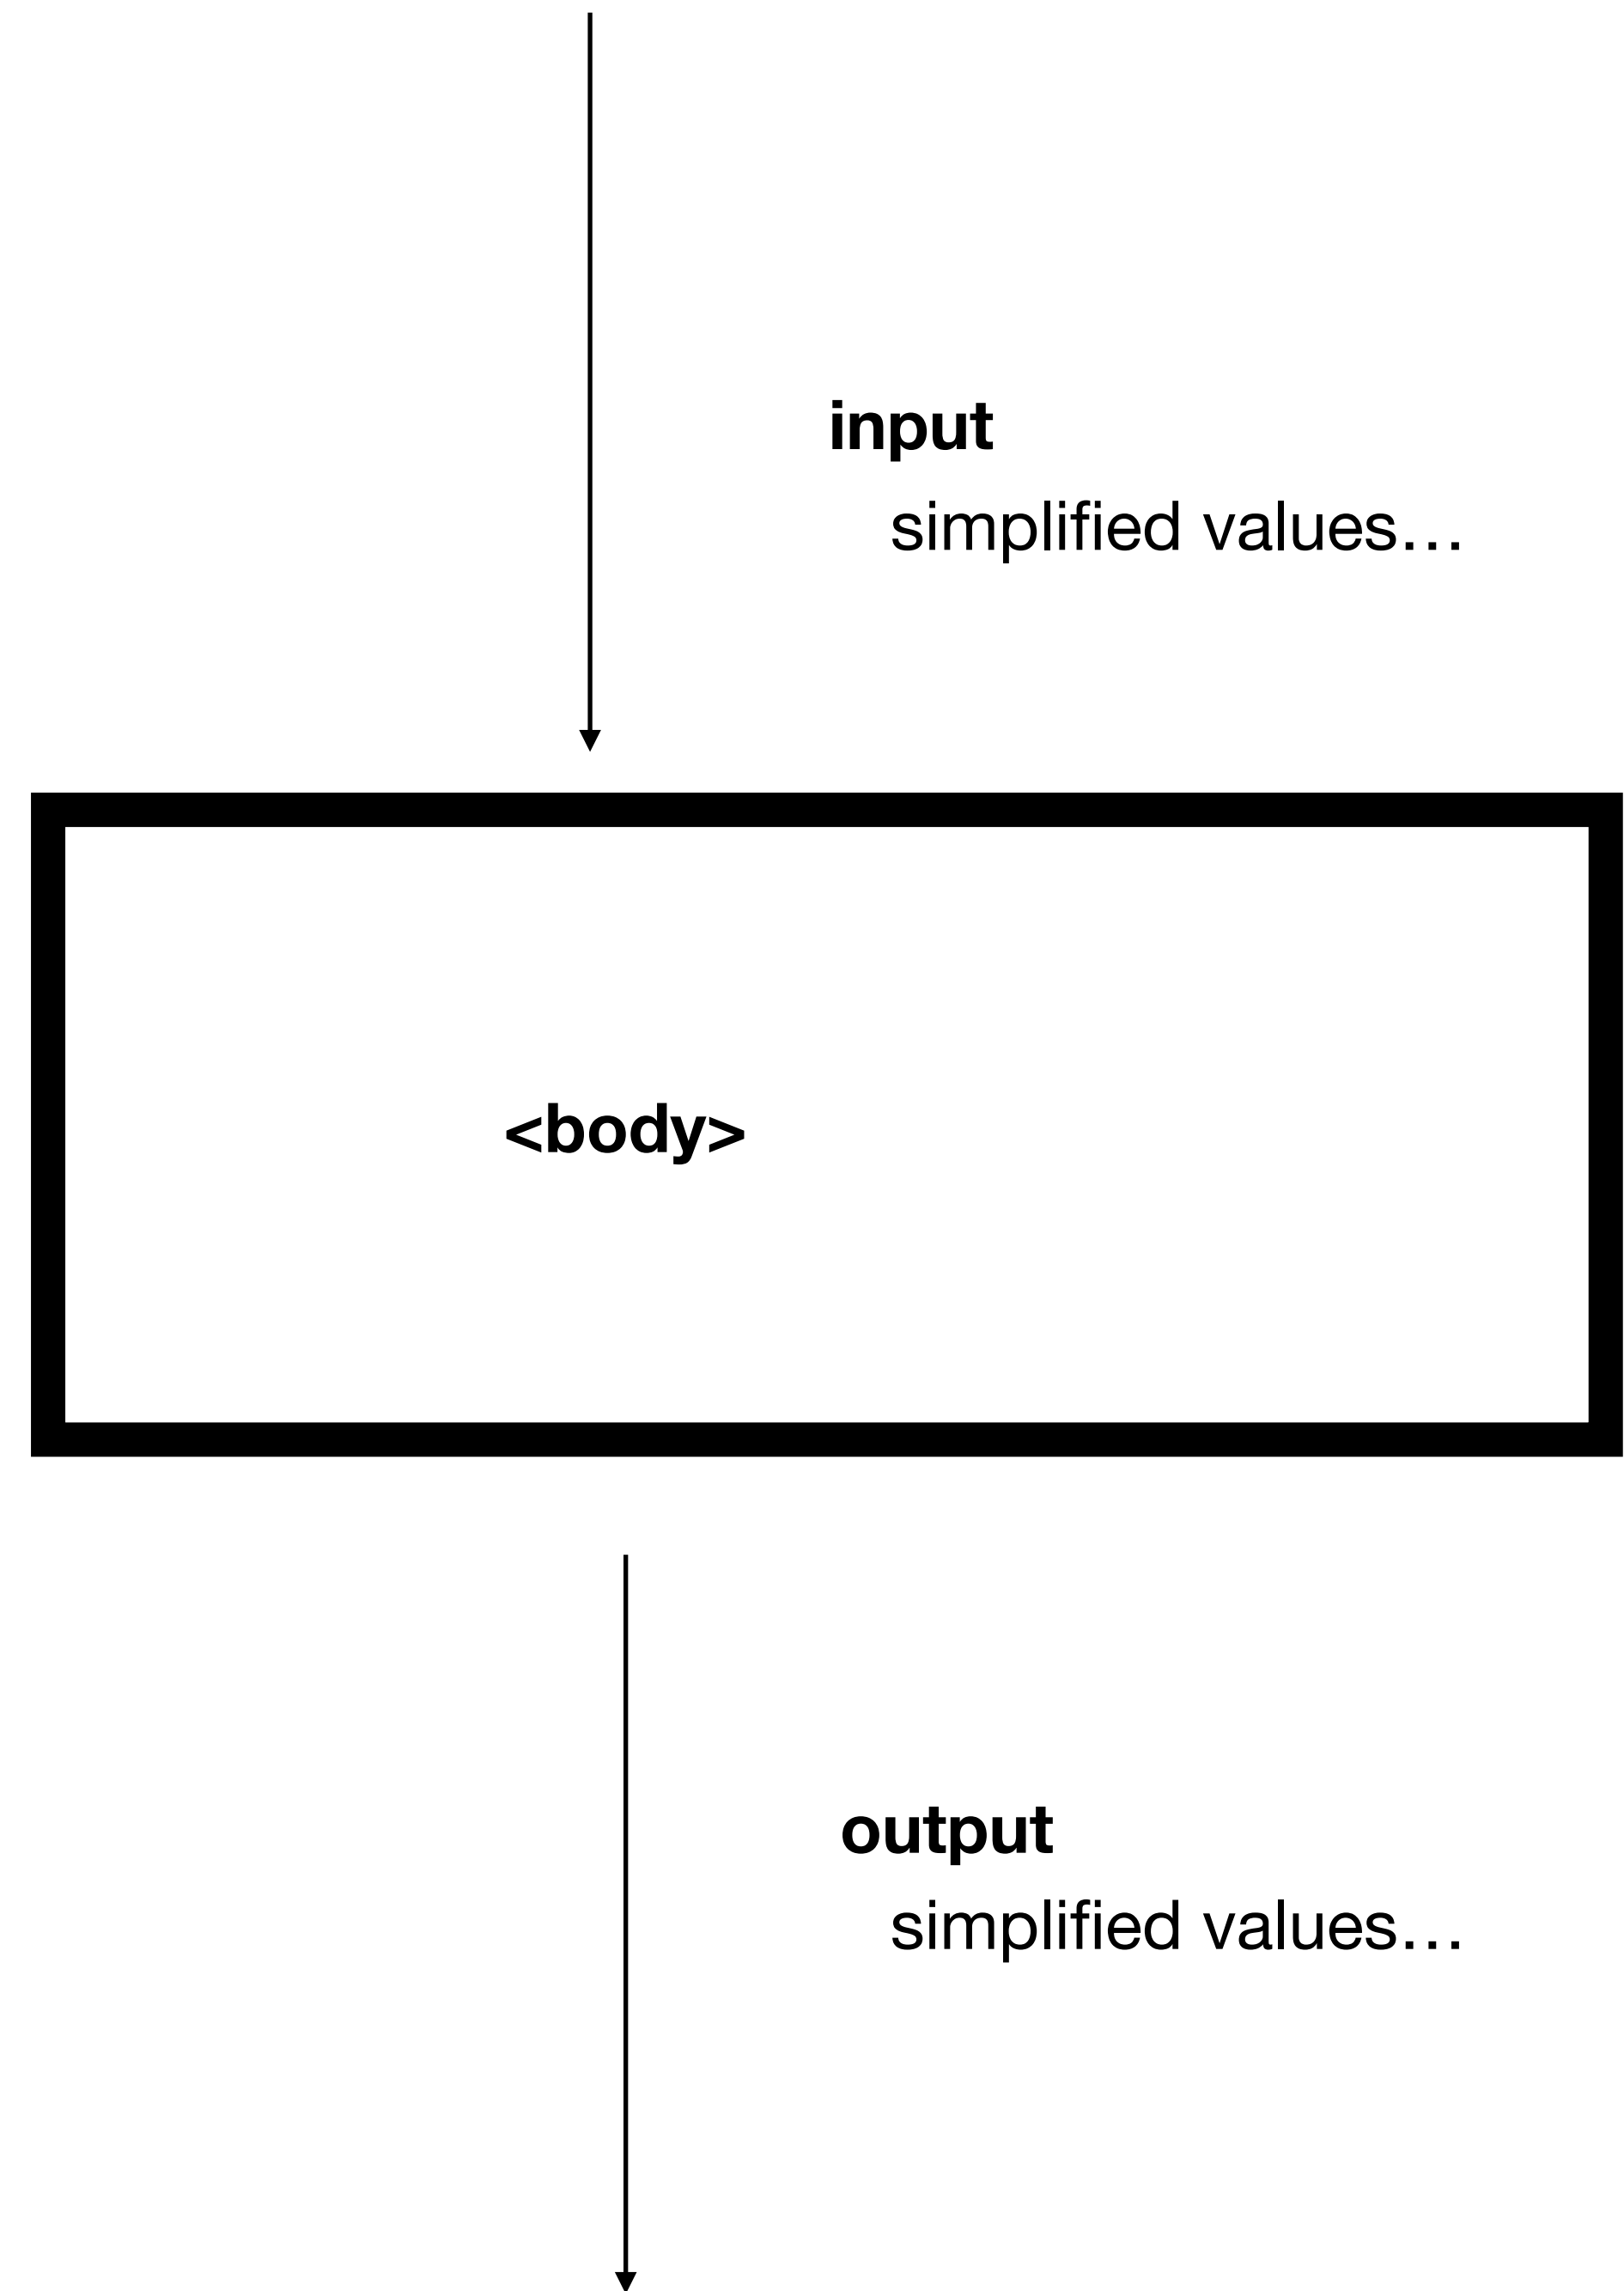 input
simplified values…
<body>
output
simplified values…